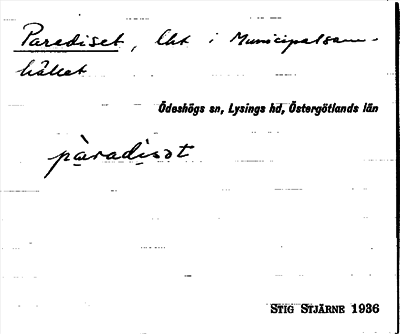 Paradiset, lht i Municipalsam-
hället
Ödeshögs sn, Lysings hd, Östergötlands län
pàradisət
STIG STJÄRNE 1936